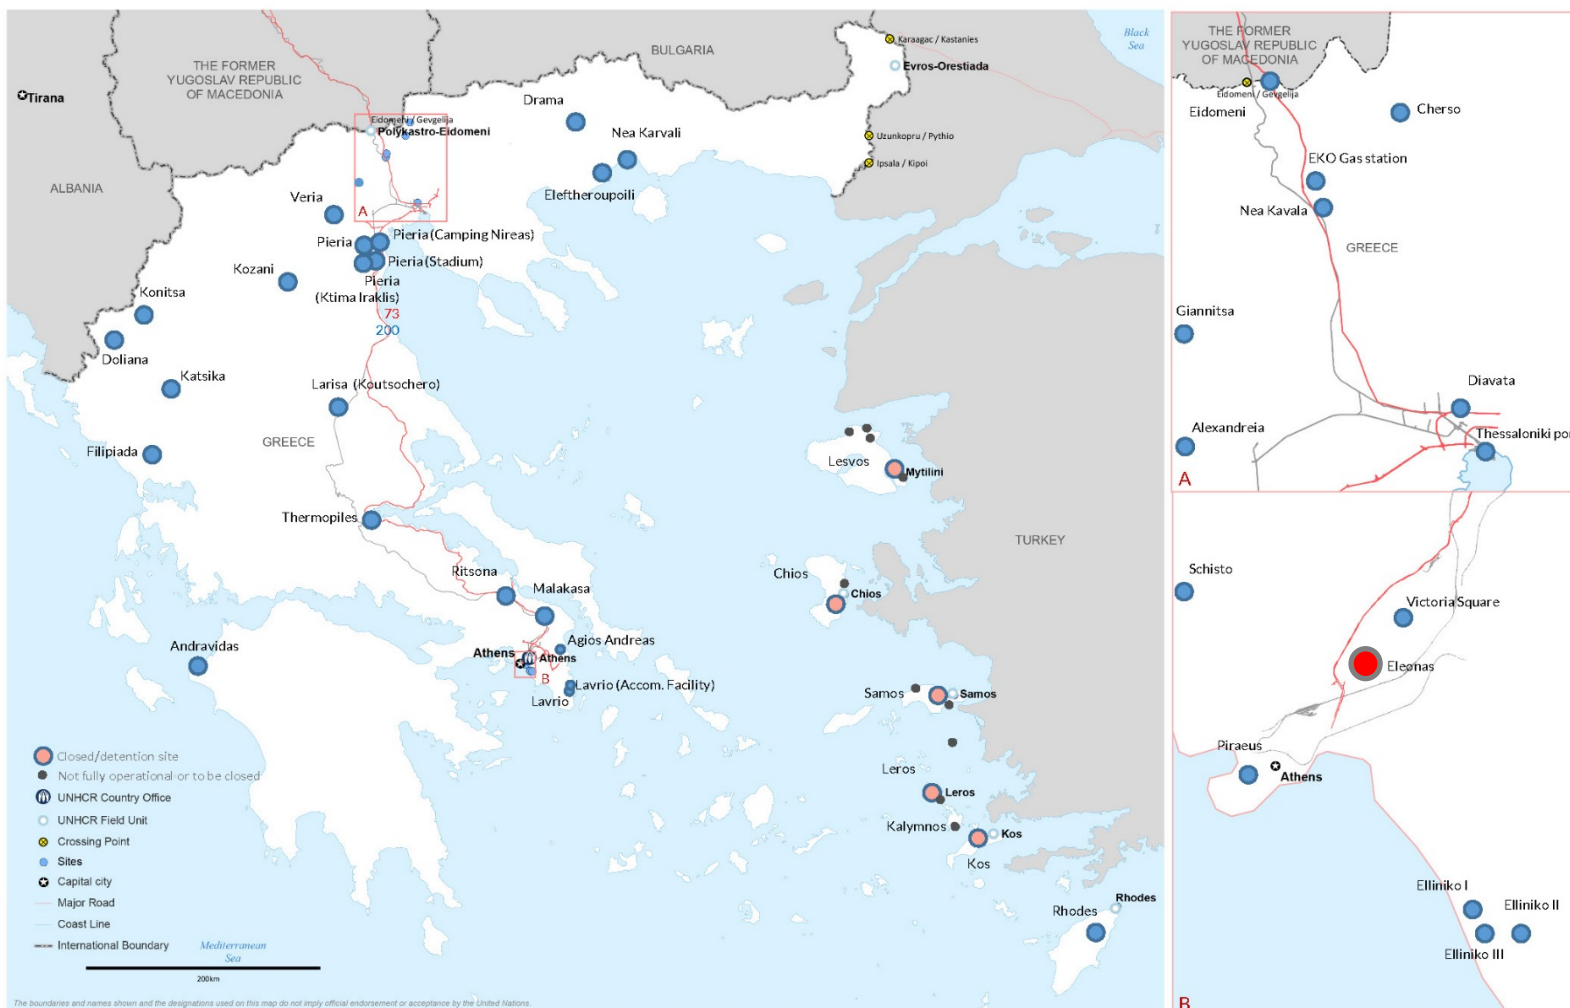 THE FORMER
YUGOSLAV REPUBLIC
OF MACEDONIA
BULGARIA
Black
Sea
Karaagac / Kastanies
Evros-Orestiada
Tirana
Drama
Eidomeni / Gevgelija
Polykastro-Eidomeni
Nea Karvali
Uzunkopru / Pythio
Ipsala / Kipoi
ALBANIA
Veria
A
Eleftheroupoili
Pieria
Pieria (Camping Nireas)
Pieria (Stadium)
Kozani
Pieria
(Ktima Iraklis)
73
200
Konitsa
Doliana
Katsika
Larisa (Koutsochero)
GREECE
Filipiada
Lesvos
Mytilini
Thermopiles
TURKEY
Ritsona
Malakasa
Chios
Chios
Agios Andreas
Andravidas
Athens
Athens
B
Lavrio (Accom. Facility)
Lavrio
Samos
Samos
Leros
Leros
Kalymnos
Kos
Kos
Rhodes
Rhodes
Closed/detention site
Not fully operational or to be closed
UNHCR Country Office
UNHCR Field Unit
Crossing Point
Sites
Capital city
Major Road
Coast Line
International Boundary
Mediterranean
Sea
200km
The boundaries and names shown and the designations used on this map do not imply official endorsement or acceptance by the United Nations.
THE FORMER
YUGOSLAV REPUBLIC
OF MACEDONIA
Eidomeni / Gevgelija
Eidomeni
Cherso
EKO Gas station
Nea Kavala
GREECE
Giannitsa
Diavata
Alexandreia
Thessaloniki por
A
Schisto
Victoria Square
Eleonas
Piraeus
Athens
Elliniko I
Elliniko II
Elliniko III
B